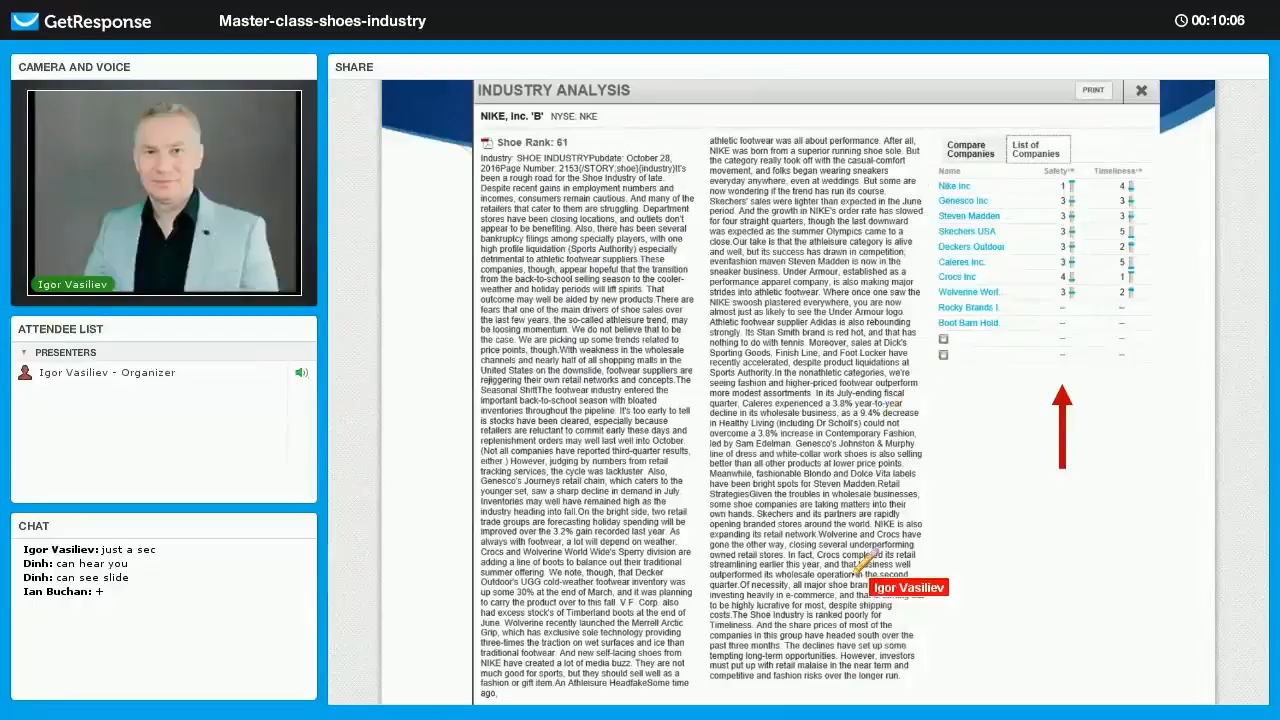 GetResponse
Master-class-shoes-industry
00:10:06
CAMERA AND VOICE
Igor Vasiliev
ATTENDEE LIST
PRESENTERS
Igor Vasiliev - Organizer
CHAT
Igor Vasiliev: just a sec
Dinh: can hear you
Dinh: can see slide
Ian Buchan: +
SHARE
INDUSTRY ANALYSIS
PRINT
NIKE, Inc. 'B' NYSE: NKE
Shoe Rank: 61
Industry: SHOE INDUSTRYPubdate: October 28,
2016Page Number: 2153{/STORY;shoe}{industry}It's
been a rough road for the Shoe Industry of late.
Despite recent gains in employment numbers and
incomes, consumers remain cautious. And many of the
retailers that cater to them are struggling. Department
stores have been closing locations, and outlets don't
appear to be benefiting. Also, there has been several
bankruptcy filings among specialty players, with one
high profile liquidation (Sports Authority) especially
detrimental to athletic footwear suppliers.These
companies, though, appear hopeful that the transition
from the back-to-school selling season to the cooler-
weather and holiday periods will lift spirits. That
outcome may well be aided by new products.There are
fears that one of the main drivers of shoe sales over
the last few years, the so-called athleisure trend, may
be loosing momentum. We do not believe that to be
the case. We are picking up some trends related to
price points, though.With weakness in the wholesale
channels and nearly half of all shopping malls in the
United States on the downslide, footwear suppliers are
rejiggering their own retail networks and concepts.The
Seasonal ShiftThe footwear industry entered the
important back-to-school season with bloated
inventories throughout the pipeline. It's too early to tell
is stocks have been cleared, especially because
retailers are reluctant to commit early these days and
replenishment orders may well last well into October.
(Not all companies have reported third-quarter results,
either.) However, judging by numbers from retail
tracking services, the cycle was lackluster. Also,
Genesco's Journeys retail chain, which caters to the
younger set, saw a sharp decline in demand in July.
Inventories may well have remained high as the
industry heading into fall.On the bright side, two retail
trade groups are forecasting holiday spending will be
improved over the 3.2% gain recorded last year. As
always with footwear, a lot will depend on weather.
Crocs and Wolverine World Wide's Sperry division are
adding a line of boots to balance out their traditional
summer offering. We note, though, that Decker
Outdoor's UGG cold-weather footwear inventory was
up some 30% at the end of March, and it was planning
to carry the product over to this fall. V.F. Corp. also
had excess stock's of Timberland boots at the end of
June. Wolverine recently launched the Merrell Arctic
Grip, which has exclusive sole technology providing
three-times the traction on wet surfaces and ice than
traditional footwear. And new self-lacing shoes from
NIKE have created a lot of media buzz. They are not
much good for sports, but they should sell well as a
fashion or gift item.An Athleisure HeadfakeSome time
ago,
athletic footwear was all about performance. After all,
NIKE was born from a superior running shoe sole. But
the category really took off with the casual-comfort
movement, and folks began wearing sneakers
everyday anywhere, even at weddings. But some are
now wondering if the trend has run its course.
Skechers' sales were lighter than expected in the June
period. And the growth in NIKE's order rate has slowed
for four straight quarters, though the last downward
was expected as the summer Olympics came to a
close.Our take is that the athleisure category is alive
and well, but its success has drawn in competition;
evenfashion maven Steven Madden is now in the
sneaker business. Under Armour, established as a
performance apparel company, is also making major
strides into athletic footwear. Where once one saw the
NIKE swoosh plastered everywhere, you are now
almost just as likely to see the Under Armour logo.
Athletic footwear supplier Adidas is also rebounding
strongly. Its Stan Smith brand is red hot, and that has
nothing to do with tennis. Moreover, sales at Dick's
Sporting Goods, Finish Line, and Foot Locker have
recently accelerated, despite product liquidations at
Sports Authority.In the nonathletic categories, we're
seeing fashion and higher-priced footwear outperform
more modest assortments. In its July-ending fiscal
quarter, Caleres experienced a 3.8% year-to-year
decline in its wholesale business, as a 9.4% decrease
in Healthy Living (including Dr Scholl's) could not
overcome a 3.8% increase in Contemporary Fashion,
led by Sam Edelman. Genesco's Johnston & Murphy
line of dress and white-collar work shoes is also selling
better than all other products at lower price points.
Meanwhile, fashionable Blondo and Dolce Vita labels
have been bright spots for Steven Madden.Retail
StrategiesGiven the troubles in wholesale businesses,
some shoe companies are taking matters into their
own hands. Skechers and its partners are rapidly
opening branded stores around the world. NIKE is also
expanding its retail network.Wolverine and Crocs have
gone the other way, closing several underperforming
owned retail stores. In fact, Crocs its retail
streamlining earlier this year, and that business well
outperformed its wholesale operation in the second
quarter.Of necessity, all major shoe
investing heavily in e-commerce, and
to be highly lucrative for most, despite shipping
costs.The Shoe Industry is ranked poorly for
Timeliness. And the share prices of most of the
companies in this group have headed south over the
past three months. The declines have set up some
tempting long-term opportunities. However, investors
must put up with retail malaise in the near term and
competitive and fashion risks over the longer run.
Igor Vasiliev
Compare Companies
List of Companies
Name Safety™ Timeliness™
Nike Inc 1 4
Genesco Inc 3 3
Steven Madden 3 3
Skechers USA 3 5
Deckers Outdoor 3 2
Caleres Inc. 3 5
Crocs Inc 4 1
Wolverine Worl. 3 2
Rocky Brands I. -- --
Boot Barn Hold. -- --
-- --
-- --